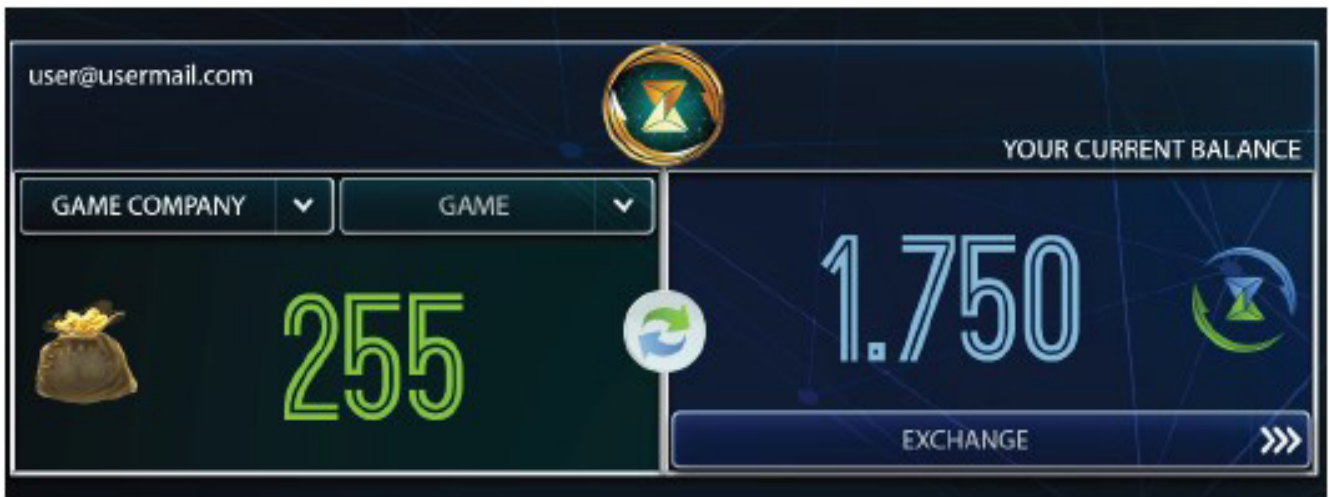 user@usermail.com
YOUR CURRENT BALANCE
GAME COMPANY
GAME
255
1.750
EXCHANGE